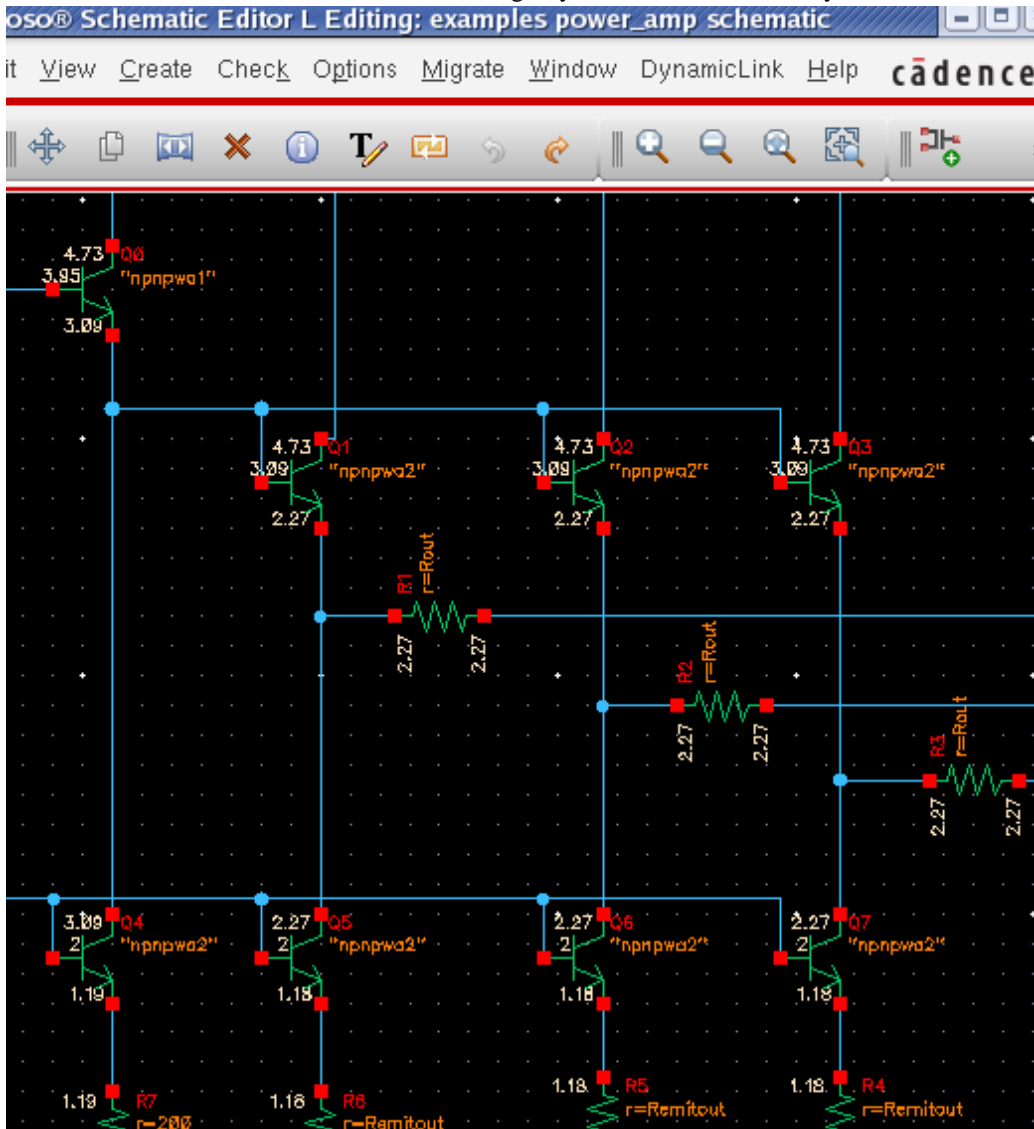 oso® Schematic Editor L Editing: examples power_amp schematic
it View Create Check Options Migrate Window DynamicLink Help cādence
4.73 Q0
3.95 "npnpwa1"
3.09
4.73 Q1 4.73 Q2 4.73 Q3
3.09 "npnpwa2" 3.09 "npnpwa2" 3.09 "npnpwa2"
2.27 2.27 2.27
R1 r=Rout
2.27 2.27
R2 r=Rout
2.27 2.27
R3 r=Rout
2.27 2.27
3.09 Q4 2.27 Q5 2.27 Q6 2.27 Q7
2 "npnpwa2" 2 "npnpwa2" 2 "npnpwa2" 2 "npnpwa2"
1.19 1.18 1.18 1.18
1.19 R7 1.18 R6 1.18 R5 1.18 R4
r=200 r=Remitout r=Remitout r=Remitout